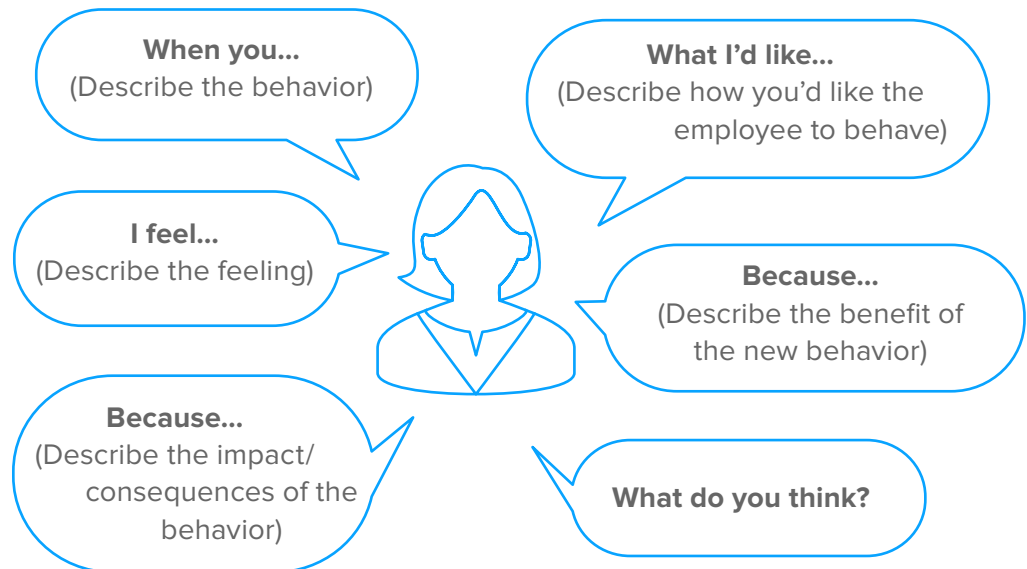 When you...
(Describe the behavior)
I feel...
(Describe the feeling)
Because...
(Describe the impact/
consequences of the
behavior)
What I’d like...
(Describe how you’d like the
employee to behave)
Because...
(Describe the benefit of
the new behavior)
What do you think?